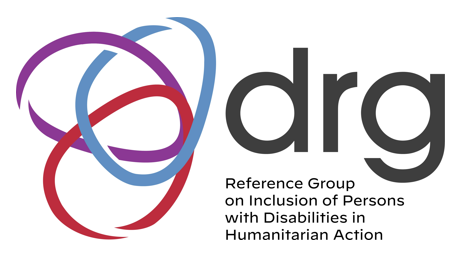 drg
Reference Group
on Inclusion of Persons
with Disabilities in
Humanitarian Action